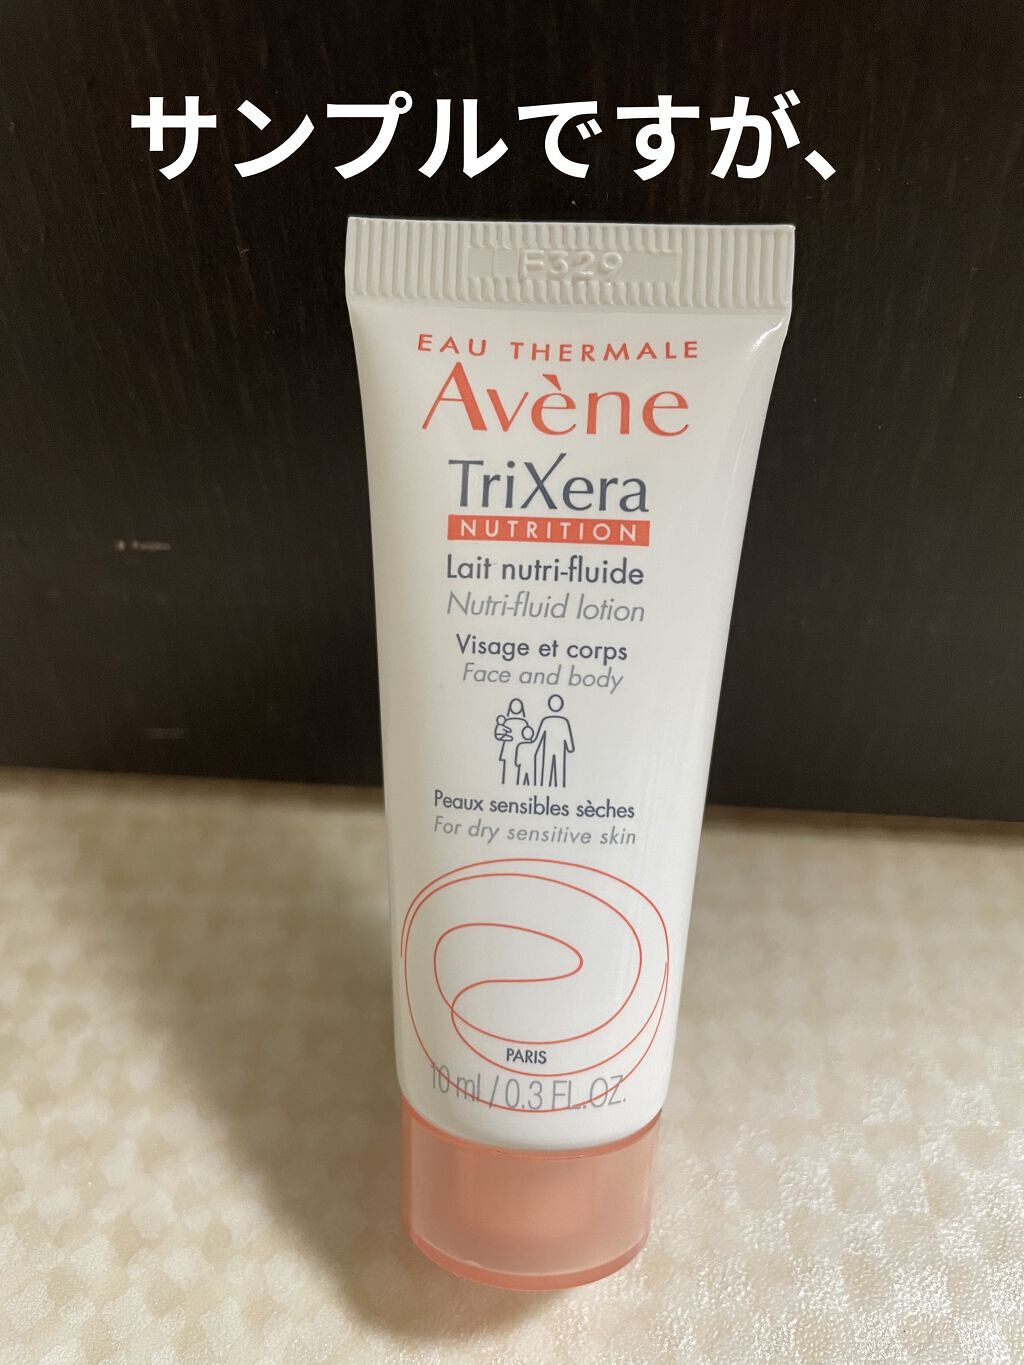 サンプルですが、
F329
EAU THERMALE
Avène
TriXera
NUTRITION
Lait nutri-fluide
Nutri-fluid lotion
Visage et corps
Face and body
Peaux sensibles sèches
For dry sensitive skin
PARIS
10 ml / 0.3 FL.OZ.